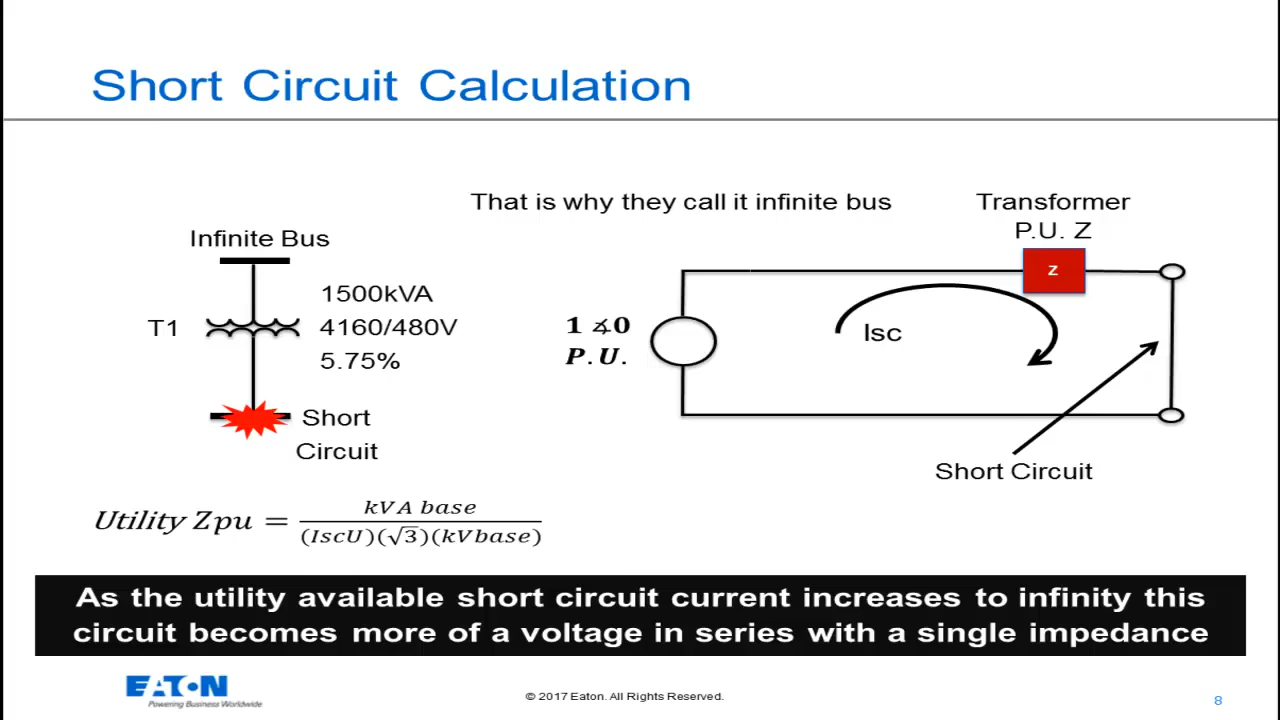 Short Circuit Calculation
That is why they call it infinite bus
Transformer
P.U. Z
Infinite Bus
z
1500kVA
T1
4160/480V
5.75%
1 ∡0
P.U.
Isc
Short
Circuit
Short Circuit
Utility Zpu = kVA base / (IscU)(√3)(kVbase)
As the utility available short circuit current increases to infinity this
circuit becomes more of a voltage in series with a single impedance
EATON
Powering Business Worldwide
© 2017 Eaton. All Rights Reserved.
8